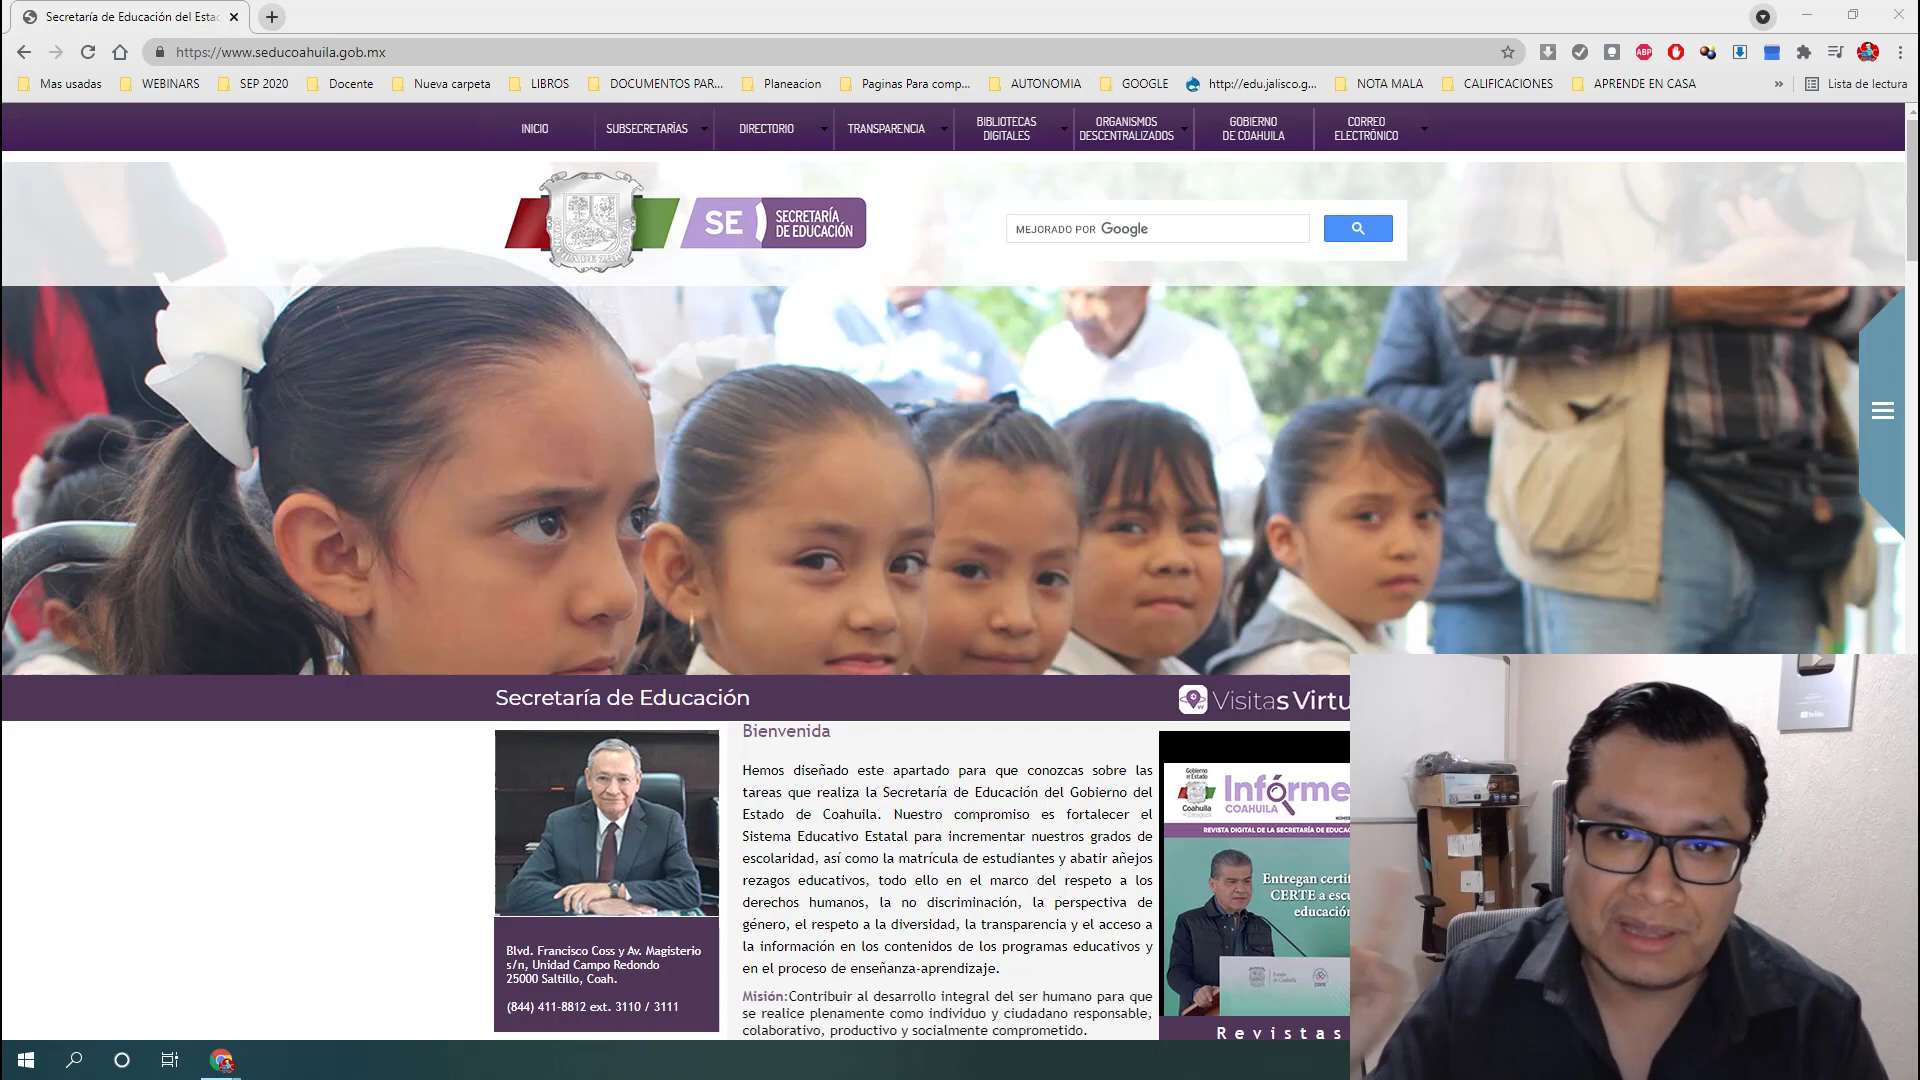 Secretaría de Educación del Esta
https://www.seducoahuila.gob.mx
ABP
Mas usadas
WEBINARS
SEP 2020
Docente
Nueva carpeta
LIBROS
DOCUMENTOS PAR...
Planeacion
Paginas Para comp...
AUTONOMIA
GOOGLE
http://edu.jalisco.g...
NOTA MALA
CALIFICACIONES
APRENDE EN CASA
»
Lista de lectura
INICIO
SUBSECRETARÍAS
DIRECTORIO
TRANSPARENCIA
BIBLIOTECAS
DIGITALES
ORGANISMOS
DESCENTRALIZADOS
GOBIERNO
DE COAHUILA
CORREO
ELECTRÓNICO
SE
SECRETARÍA
DE EDUCACIÓN
MEJORADO POR Google
Secretaría de Educación
Visitas Virtu
Bienvenida
Hemos diseñado este apartado para que conozcas sobre las
tareas que realiza la Secretaría de Educación del Gobierno del
Estado de Coahuila. Nuestro compromiso es fortalecer el
Sistema Educativo Estatal para incrementar nuestros grados de
escolaridad, así como la matrícula de estudiantes y abatir añejos
rezagos educativos, todo ello en el marco del respeto a los
derechos humanos, la no discriminación, la perspectiva de
género, el respeto a la diversidad, la transparencia y el acceso a
la información en los contenidos de los programas educativos y
en el proceso de enseñanza-aprendizaje.
Misión:Contribuir al desarrollo integral del ser humano para que
se realice plenamente como individuo y ciudadano responsable,
colaborativo, productivo y socialmente comprometido.
Blvd. Francisco Coss y Av. Magisterio
s/n, Unidad Campo Redondo
25000 Saltillo, Coah.
(844) 411-8812 ext. 3110 / 3111
Coahuila
Infórme
COAHUILA
REVISTA DIGITAL DE LA SECRETARÍA DE EDUCA
Entregan certif
CERTE a escu
educación
Revistas